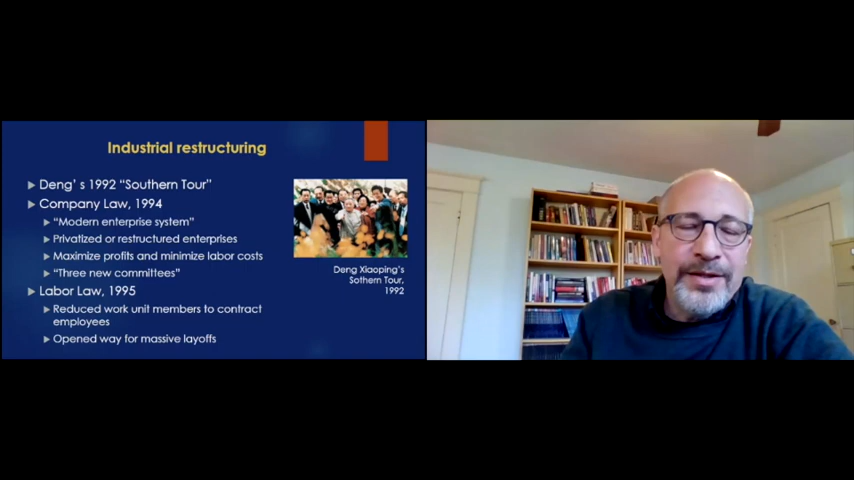 Industrial restructuring
Deng' s 1992 “Southern Tour”
Company Law, 1994
“Modern enterprise system”
Privatized or restructured enterprises
Maximize profits and minimize labor costs
“Three new committees”
Labor Law, 1995
Reduced work unit members to contract
employees
Opened way for massive layoffs
Deng Xiaoping's
Sothern Tour,
1992